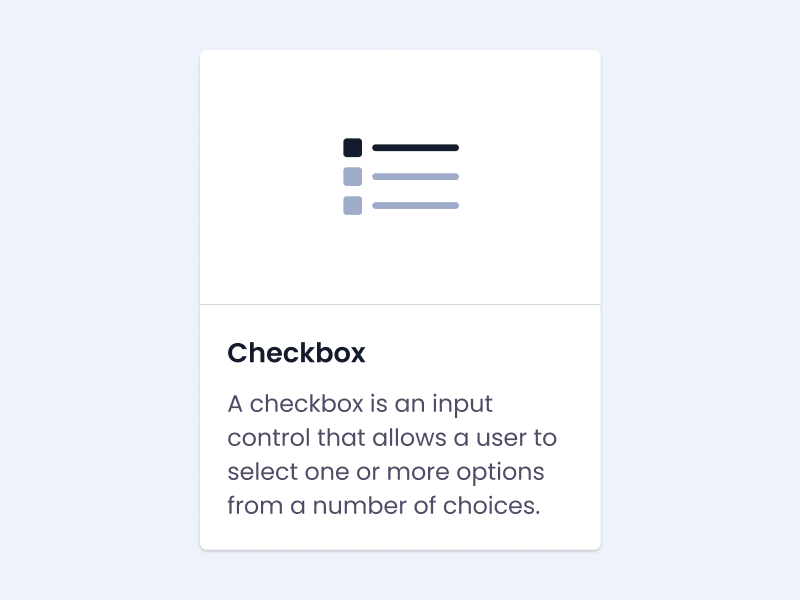 Checkbox
A checkbox is an input
control that allows a user to
select one or more options
from a number of choices.